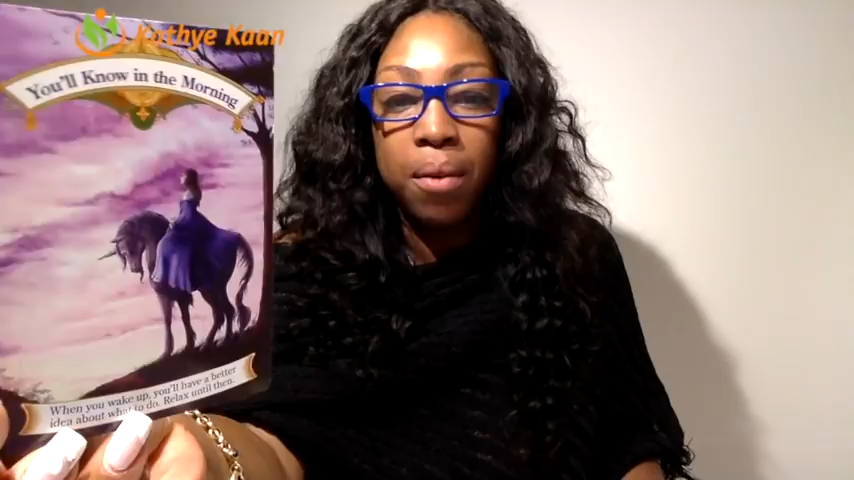 Kathye Kaan
You'll Know in the Morning
When you wake up, you'll have a better
idea about what to do. Relax until then.